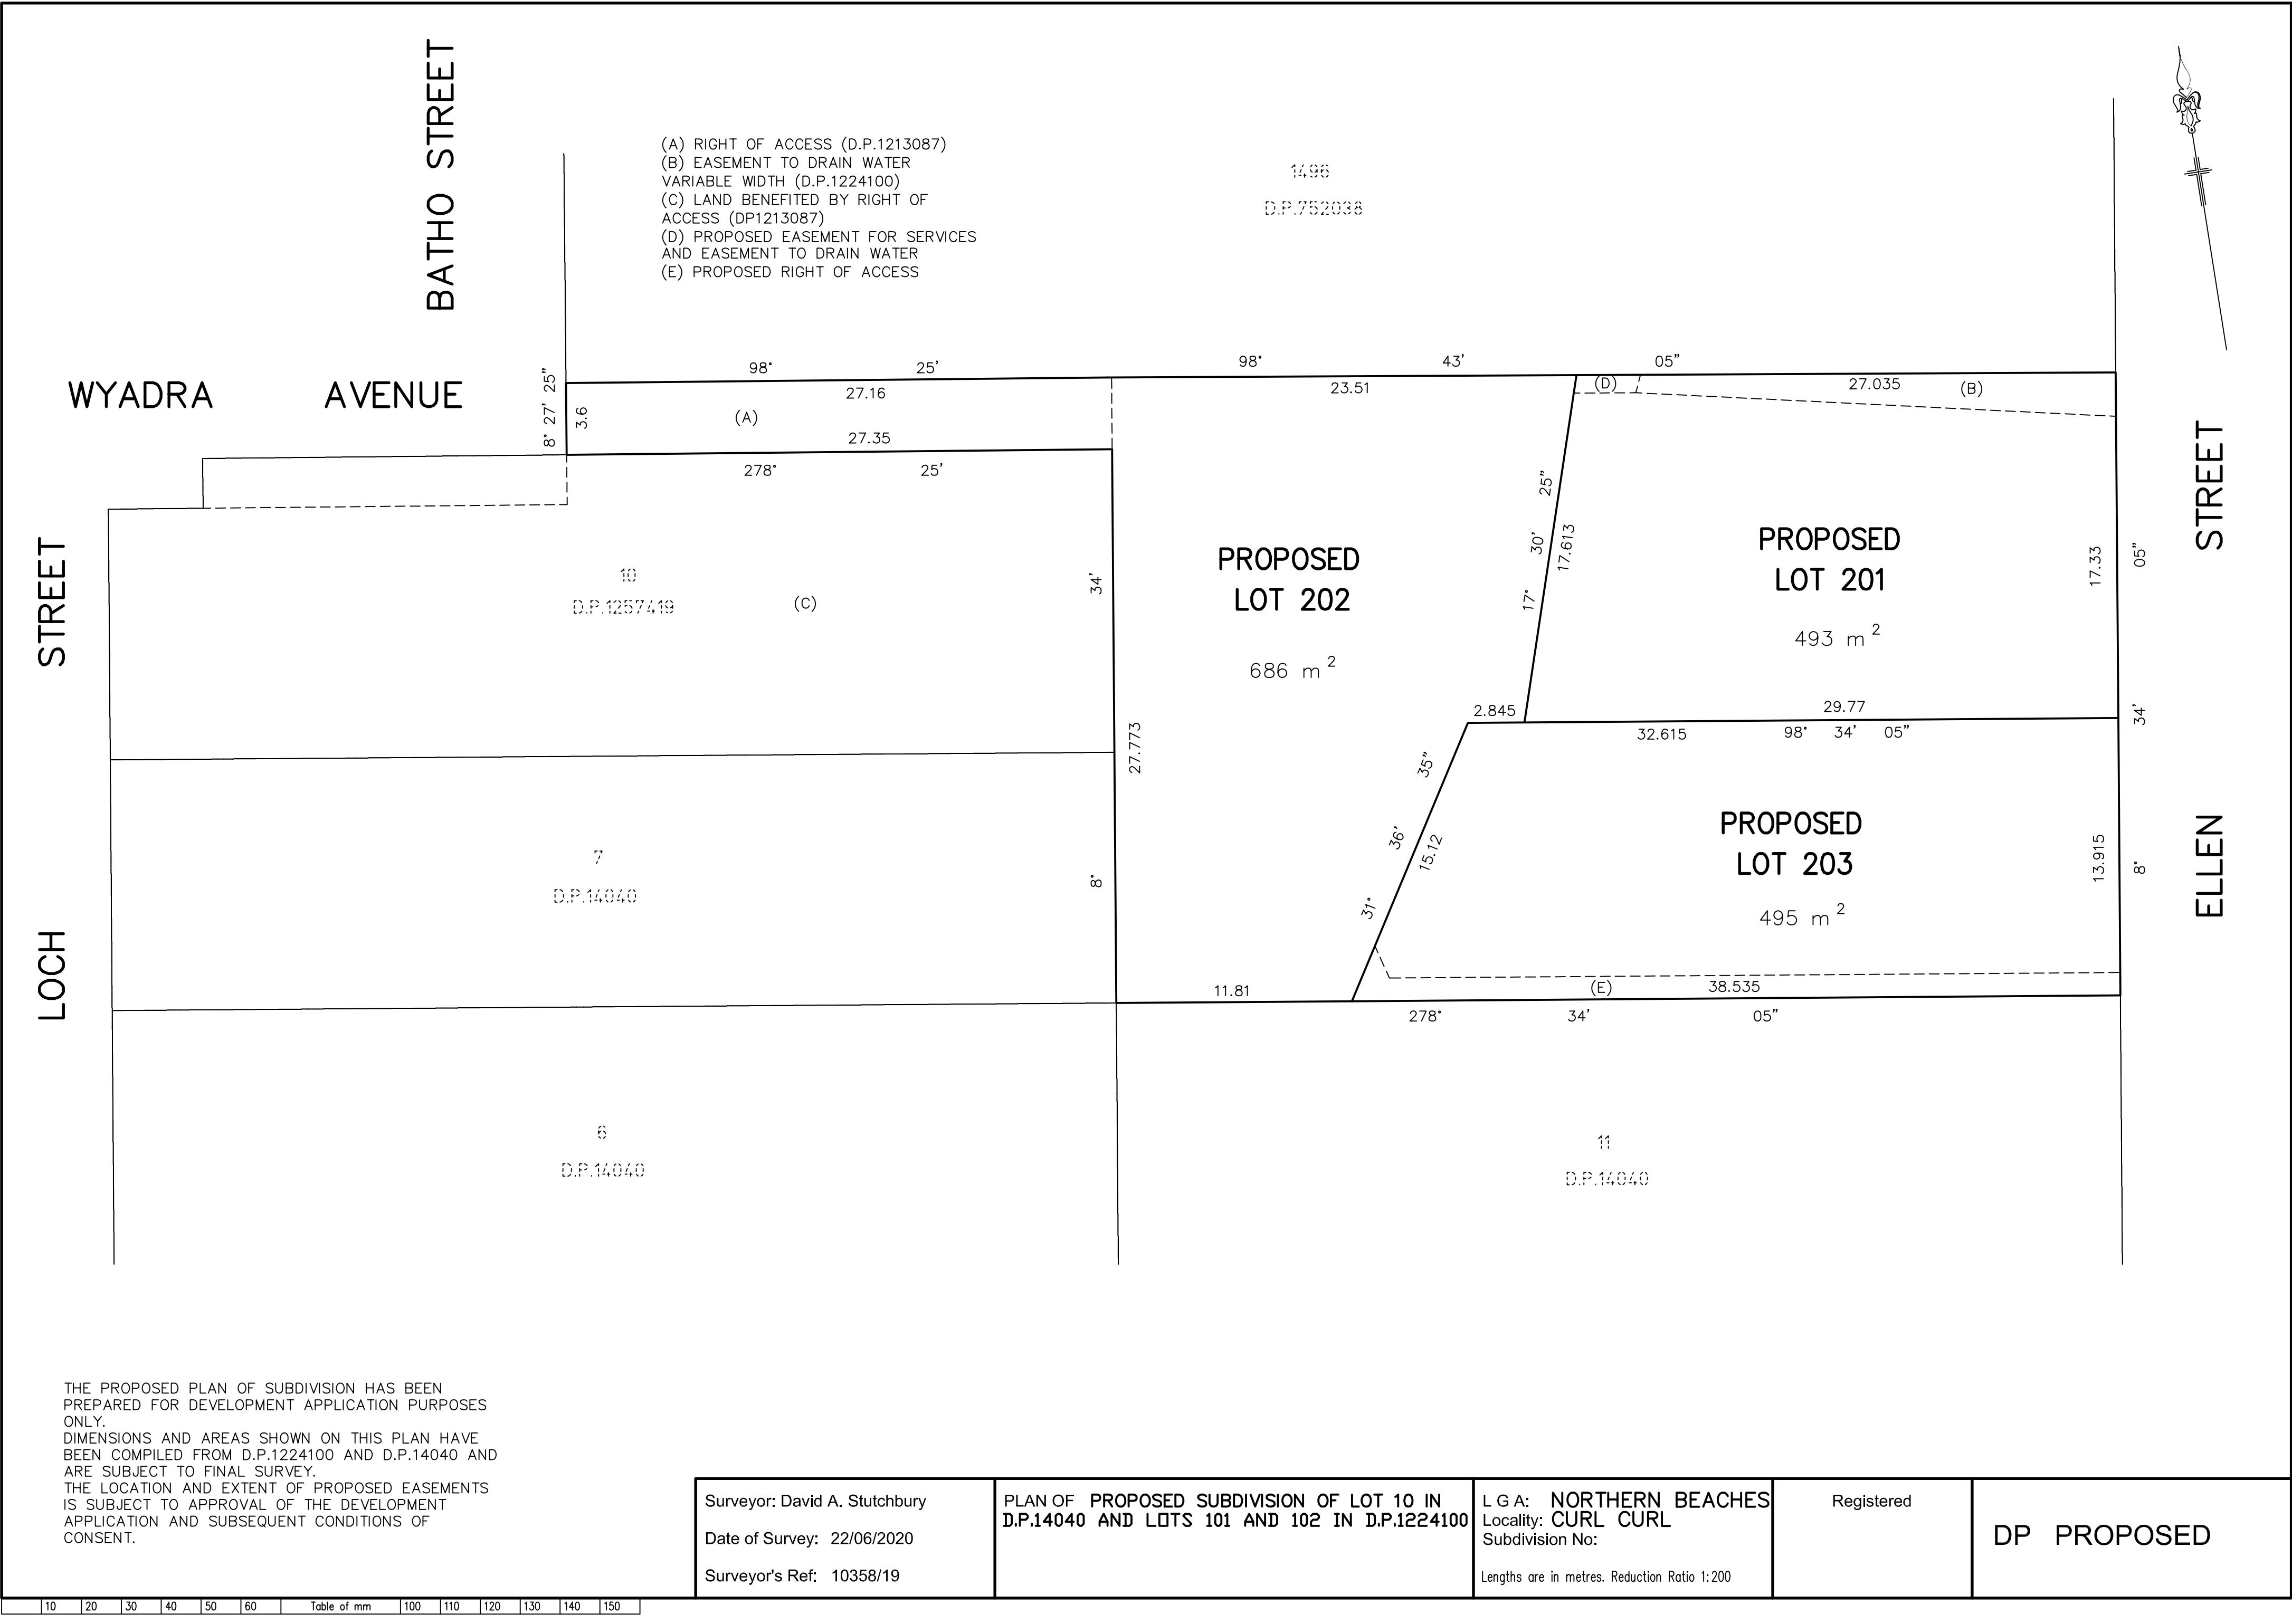 BATHO STREET
(A) RIGHT OF ACCESS (D.P.1213087)
(B) EASEMENT TO DRAIN WATER
VARIABLE WIDTH (D.P.1224100)
(C) LAND BENEFITED BY RIGHT OF
ACCESS (DP1213087)
(D) PROPOSED EASEMENT FOR SERVICES
AND EASEMENT TO DRAIN WATER
(E) PROPOSED RIGHT OF ACCESS
1496
D.P.752038
WYADRA AVENUE
8° 27' 25"
3.6
98° 25'
27.16
(A)
27.35
278° 25'
98° 43' 05"
23.51
(D)
27.035
(B)
17° 30' 25"
17.613
PROPOSED
LOT 202
686 m 2
PROPOSED
LOT 201
493 m 2
17.33
8° 34' 05"
ELLEN STREET
LOCH STREET
10
D.P.1257419
(C)
8° 34'
27.773
2.845
29.77
32.615
98° 34' 05"
31° 36' 35"
15.12
PROPOSED
LOT 203
495 m 2
13.915
7
D.P.14040
11.81
(E)
38.535
278° 34' 05"
6
D.P.14040
11
D.P.14040
THE PROPOSED PLAN OF SUBDIVISION HAS BEEN
PREPARED FOR DEVELOPMENT APPLICATION PURPOSES
ONLY.
DIMENSIONS AND AREAS SHOWN ON THIS PLAN HAVE
BEEN COMPILED FROM D.P.1224100 AND D.P.14040 AND
ARE SUBJECT TO FINAL SURVEY.
THE LOCATION AND EXTENT OF PROPOSED EASEMENTS
IS SUBJECT TO APPROVAL OF THE DEVELOPMENT
APPLICATION AND SUBSEQUENT CONDITIONS OF
CONSENT.
Surveyor: David A. Stutchbury
Date of Survey: 22/06/2020
Surveyor's Ref: 10358/19
PLAN OF PROPOSED SUBDIVISION OF LOT 10 IN
D.P.14040 AND LOTS 101 AND 102 IN D.P.1224100
L G A: NORTHERN BEACHES
Locality: CURL CURL
Subdivision No:
Lengths are in metres. Reduction Ratio 1:200
Registered
DP PROPOSED
10 20 30 40 50 60 Table of mm 100 110 120 130 140 150